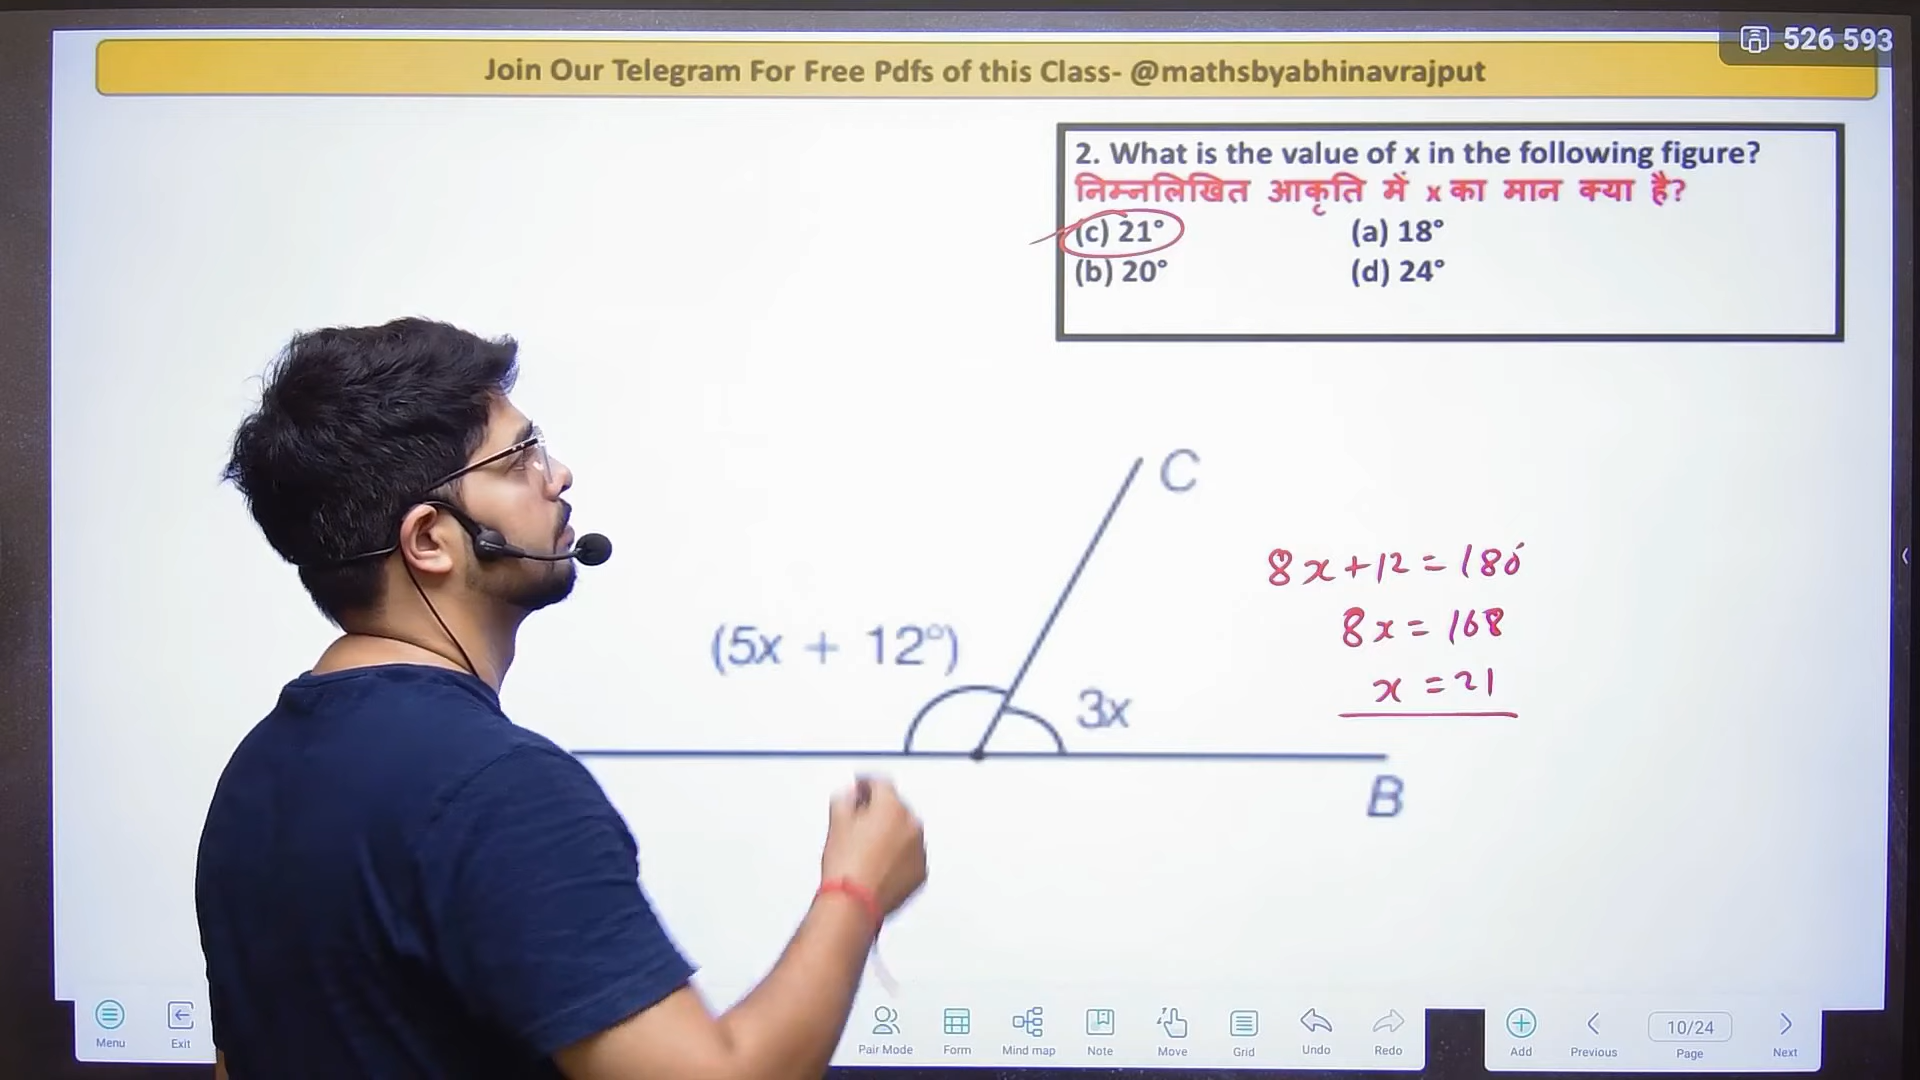 526 593
Join Our Telegram For Free Pdfs of this Class- @mathsbyabhinavrajput
2. What is the value of x in the following figure?
निम्नलिखित आकृति में x का मान क्या है?
(c) 21° (a) 18°
(b) 20° (d) 24°
C
8x+12=180
(5x + 12°)
8x=168
3x
x=21
B
Menu Exit Pair Mode Form Mind map Note Move Grid Undo Redo Add Previous 10/24 Page Next